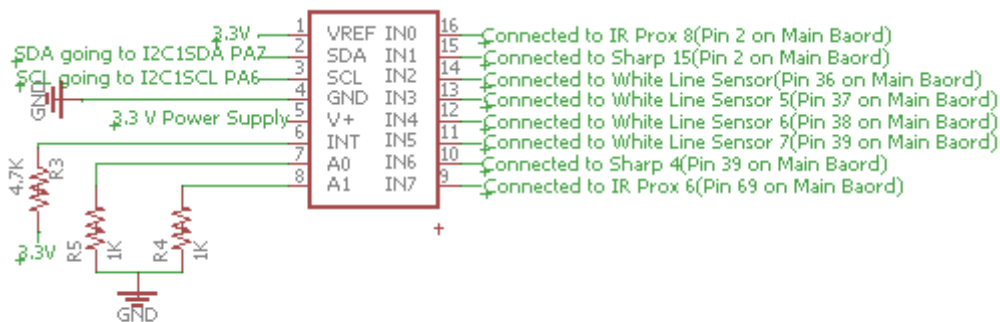 3.3V
1
VREF IN0
16
Connected to IR Prox 8(Pin 2 on Main Baord)
SDA going to I2C1SDA PA7
2
SDA IN1
15
Connected to Sharp 15(Pin 2 on Main Baord)
SCL going to I2C1SCL PA6
3
SCL IN2
14
Connected to White Line Sensor(Pin 36 on Main Baord)
GND
4
GND IN3
13
Connected to White Line Sensor 5(Pin 37 on Main Baord)
3.3 V Power Supply
5
V+ IN4
12
Connected to White Line Sensor 6(Pin 38 on Main Baord)
6
INT IN5
11
Connected to White Line Sensor 7(Pin 39 on Main Baord)
7
A0 IN6
10
Connected to Sharp 4(Pin 39 on Main Baord)
8
A1 IN7
9
Connected to IR Prox 6(Pin 69 on Main Baord)
4.7K
R3
3.3V
R5
1K
R4
1K
GND